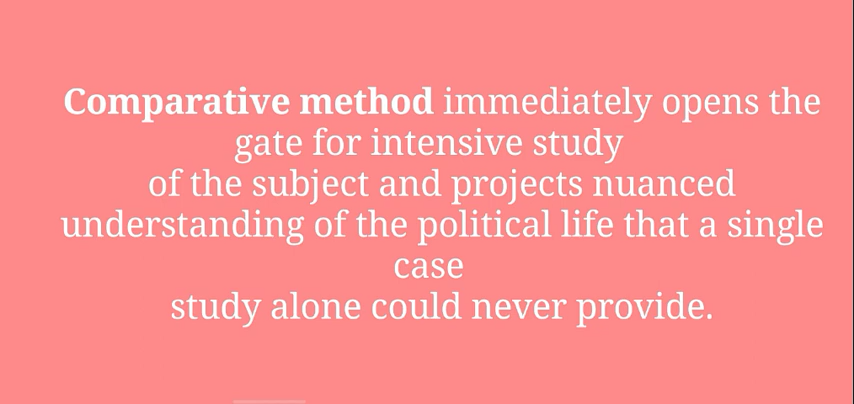 Comparative method immediately opens the
gate for intensive study
of the subject and projects nuanced
understanding of the political life that a single
case
study alone could never provide.